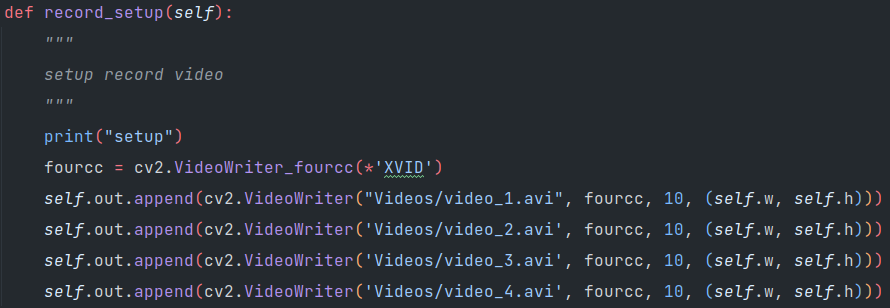 def record_setup(self):
    """
    setup record video
    """
    print("setup")
    fourcc = cv2.VideoWriter_fourcc(*'XVID')
    self.out.append(cv2.VideoWriter("Videos/video_1.avi", fourcc, 10, (self.w, self.h)))
    self.out.append(cv2.VideoWriter('Videos/video_2.avi', fourcc, 10, (self.w, self.h)))
    self.out.append(cv2.VideoWriter('Videos/video_3.avi', fourcc, 10, (self.w, self.h)))
    self.out.append(cv2.VideoWriter('Videos/video_4.avi', fourcc, 10, (self.w, self.h)))